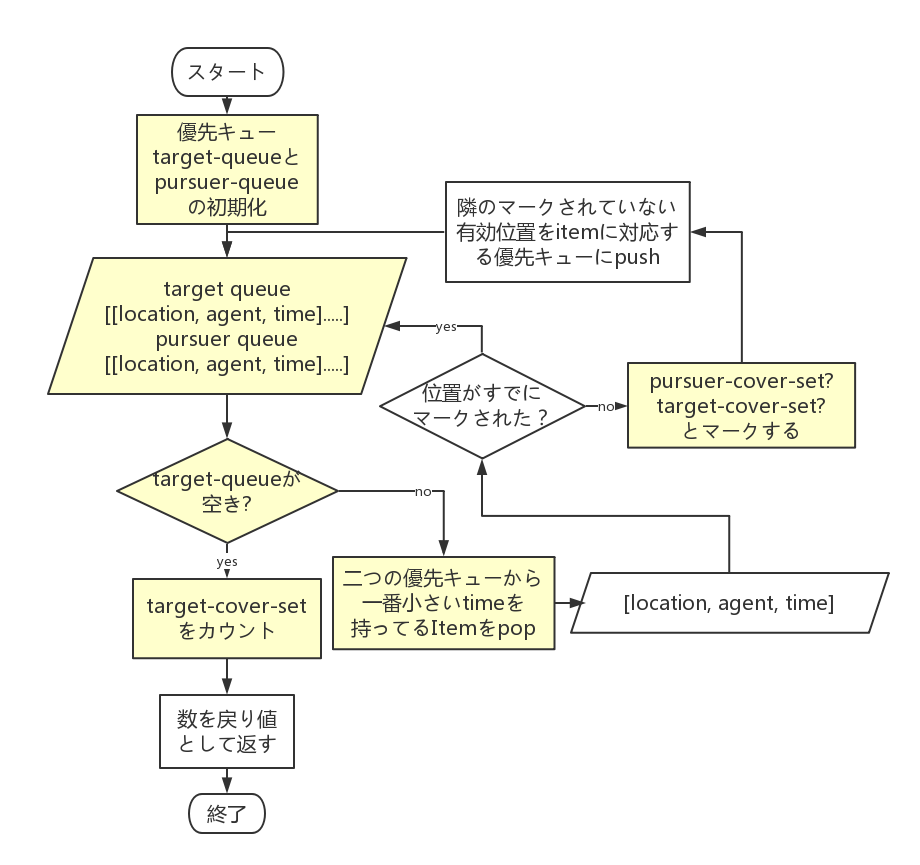 スタート
優先キュー
target-queueと
pursuer-queue
の初期化
隣のマークされていない
有効位置をitemに対応す
る優先キューにpush
target queue
[[location, agent, time].....]
pursuer queue
[[location, agent, time].....]
yes
位置がすでに
マークされた？
no
pursuer-cover-set?
target-cover-set?
とマークする
target-queueが
空き?
no
yes
二つの優先キューから
一番小さいtimeを
持ってるItemをpop
[location, agent, time]
target-cover-set
をカウント
数を戻り値
として返す
終了